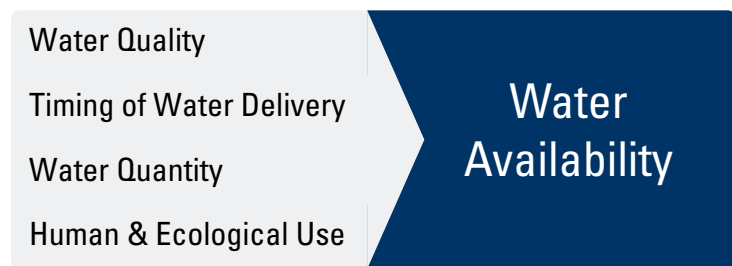 Water Quality
Timing of Water Delivery
Water Quantity
Human & Ecological Use
Water
Availability